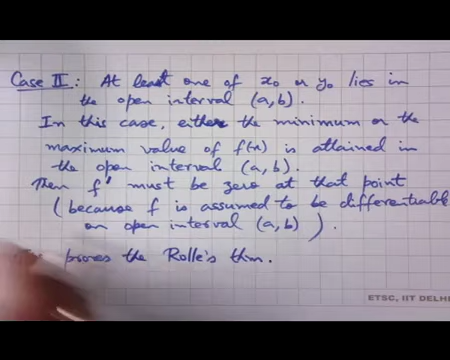 Case II: At least one of x0 or y0 lies in
the open interval (a,b).
In this case, either the minimum or the
maximum value of f(x) is attained in
the open interval (a,b).
Then f' must be zero at that point
(because f is assumed to be differentiable
on open interval (a,b)).
proves the Rolle's thm.
ETSC, IIT DELHI